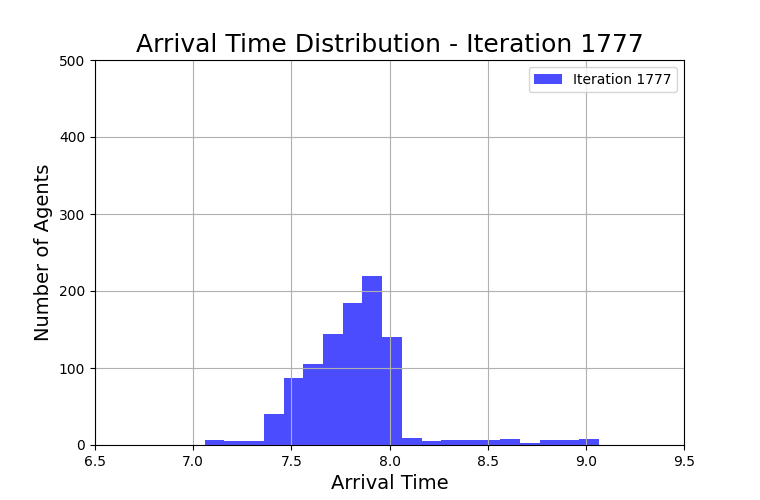 Arrival Time Distribution - Iteration 1777
Iteration 1777
Number of Agents
500
400
300
200
100
0
6.5 7.0 7.5 8.0 8.5 9.0 9.5
Arrival Time